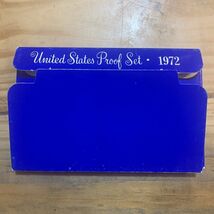 United States Proof Set • 1972